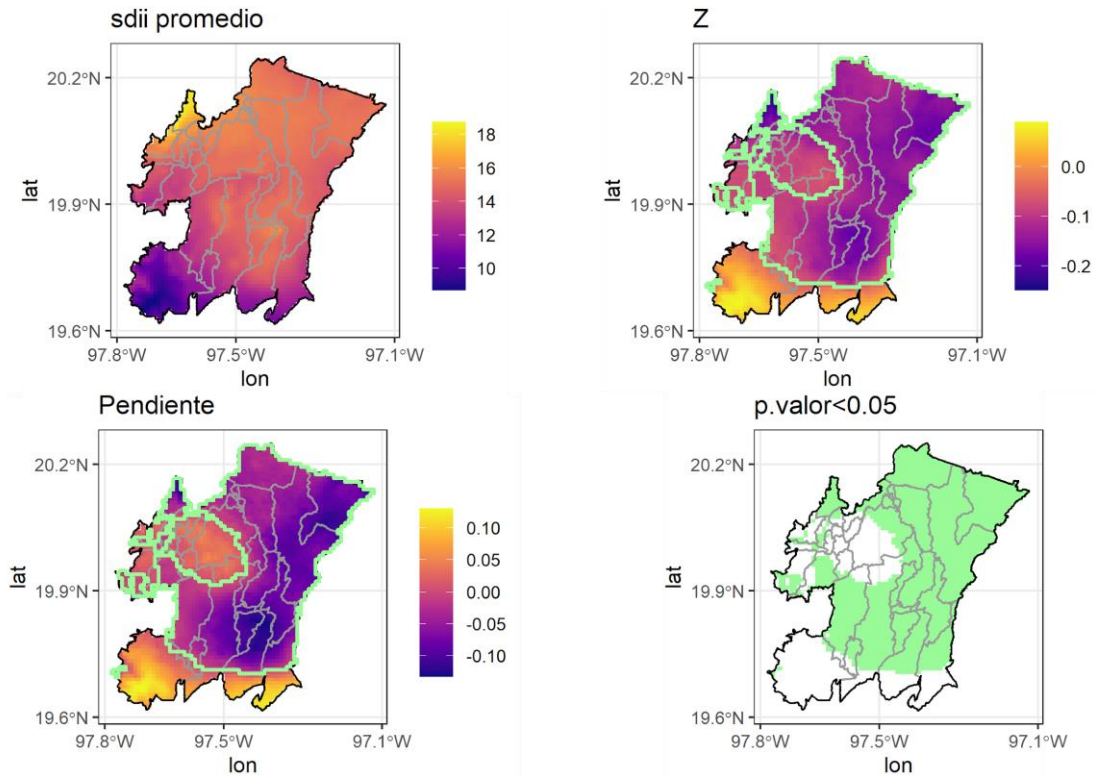 sdii promedio
20.2°N
19.9°N
19.6°N
lat
97.8°W 97.5°W 97.1°W
lon
18
16
14
12
10
Z
20.2°N
19.9°N
19.6°N
lat
97.8°W 97.5°W 97.1°W
lon
0.0
-0.1
-0.2
Pendiente
20.2°N
19.9°N
19.6°N
lat
97.8°W 97.5°W 97.1°W
lon
0.10
0.05
0.00
-0.05
-0.10
p.valor<0.05
20.2°N
19.9°N
19.6°N
lat
97.8°W 97.5°W 97.1°W
lon